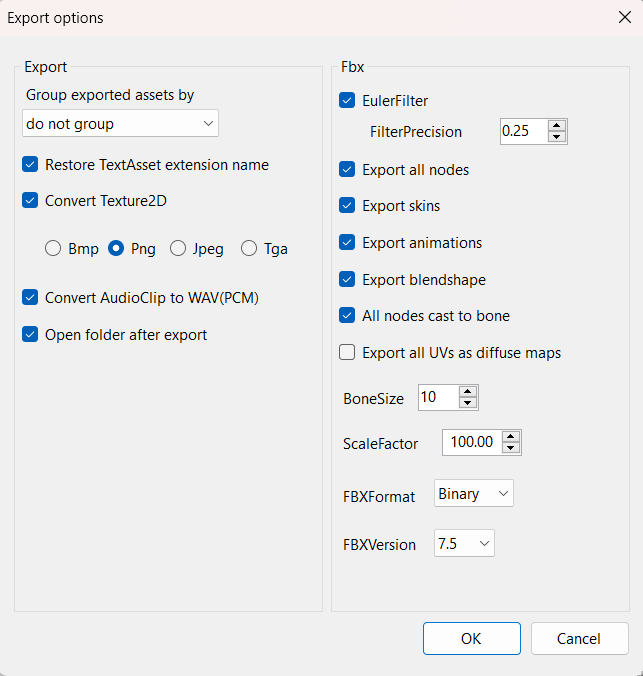 Export options
Export
Group exported assets by
do not group
Restore TextAsset extension name
Convert Texture2D
Bmp Png Jpeg Tga
Convert AudioClip to WAV(PCM)
Open folder after export
Fbx
EulerFilter
FilterPrecision 0.25
Export all nodes
Export skins
Export animations
Export blendshape
All nodes cast to bone
Export all UVs as diffuse maps
BoneSize 10
ScaleFactor 100.00
FBXFormat Binary
FBXVersion 7.5
OK Cancel